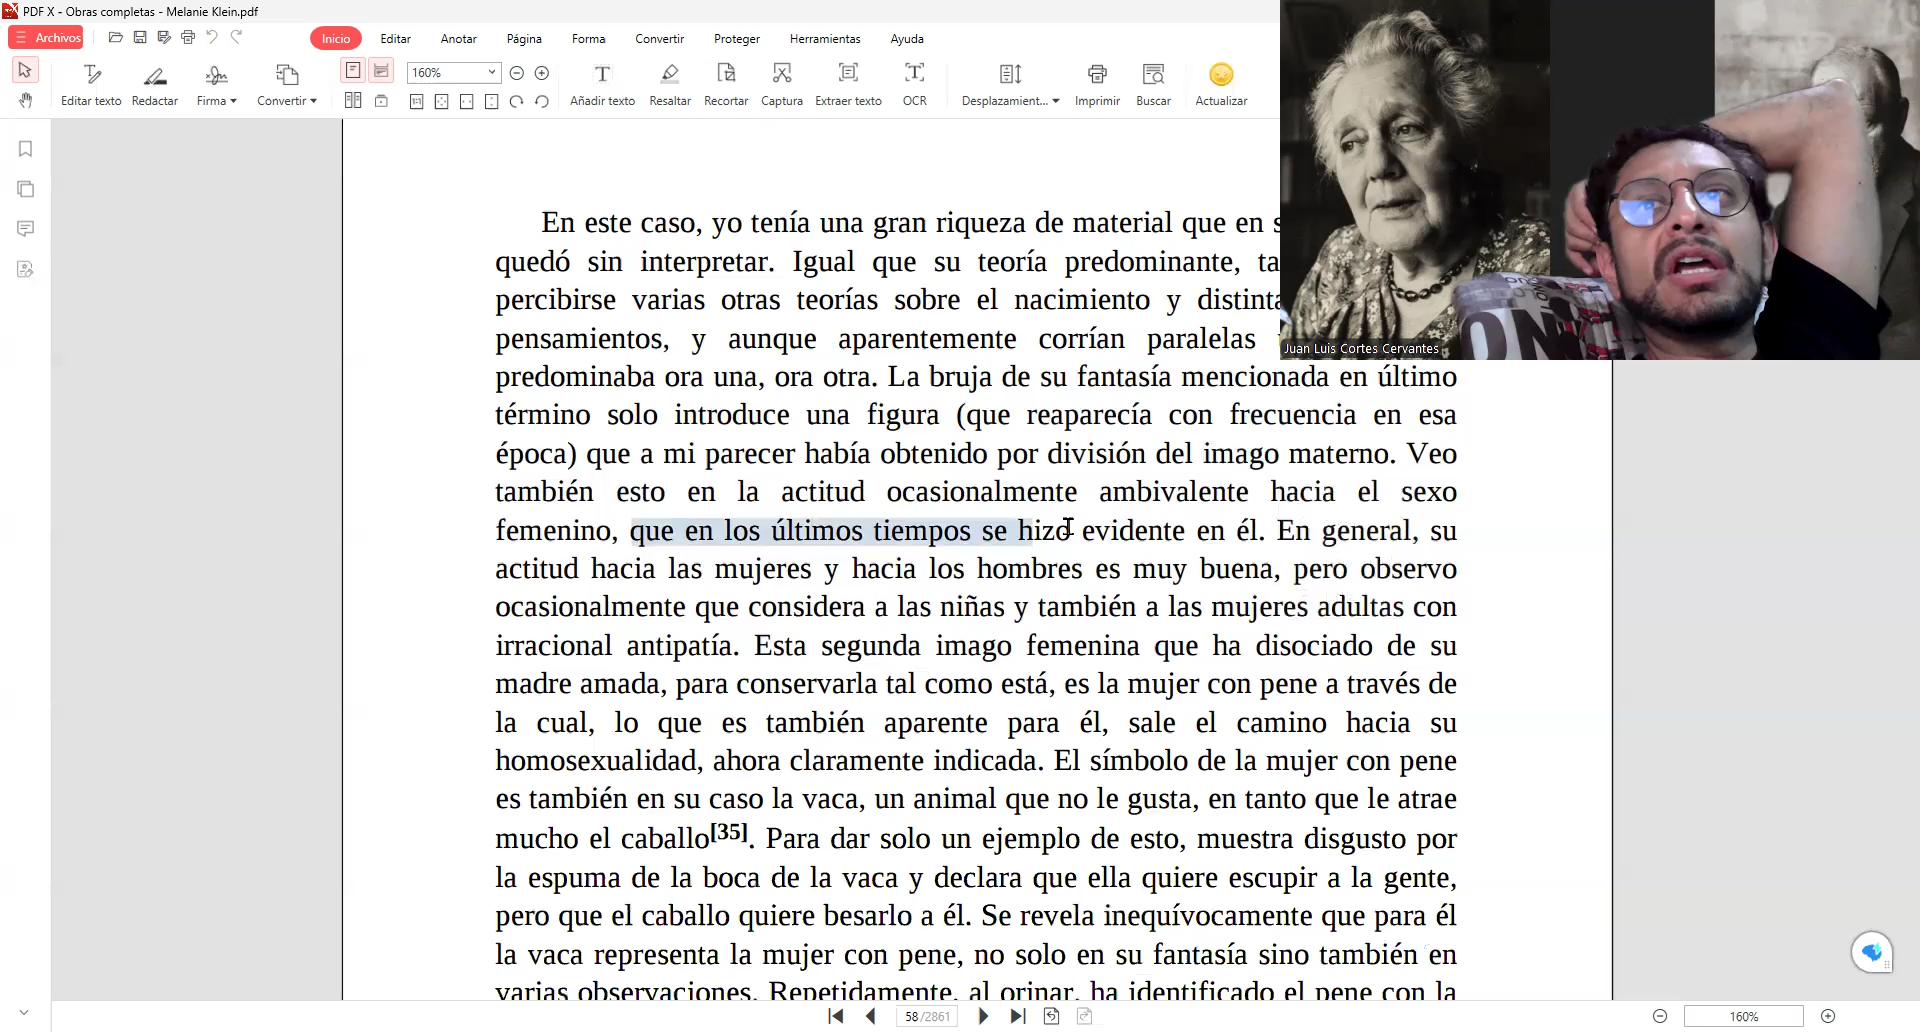 PDF X - Obras completas - Melanie Klein.pdf
Archivos
Inicio
Editar
Anotar
Página
Forma
Convertir
Proteger
Herramientas
Ayuda
160%
Editar texto
Redactar
Firma
Convertir
Añadir texto
Resaltar
Recortar
Captura
Extraer texto
OCR
Desplazamient...
Imprimir
Buscar
Actualizar
En este caso, yo tenía una gran riqueza de material que en
quedó sin interpretar. Igual que su teoría predominante,
percibirse varias otras teorías sobre el nacimiento y
pensamientos, y aunque aparentemente corrían paralelas
predominaba ora una, ora otra. La bruja de su fantasía mencionada en último
término solo introduce una figura (que reaparecía con frecuencia en esa
época) que a mi parecer había obtenido por división del imago materno. Veo
también esto en la actitud ocasionalmente ambivalente hacia el sexo
femenino, que en los últimos tiempos se hizo evidente en él. En general, su
actitud hacia las mujeres y hacia los hombres es muy buena, pero observo
ocasionalmente que considera a las niñas y también a las mujeres adultas con
irracional antipatía. Esta segunda imago femenina que ha disociado de su
madre amada, para conservarla tal como está, es la mujer con pene a través de
la cual, lo que es también aparente para él, sale el camino hacia su
homosexualidad, ahora claramente indicada. El símbolo de la mujer con pene
es también en su caso la vaca, un animal que no le gusta, en tanto que le atrae
mucho el caballo[35]. Para dar solo un ejemplo de esto, muestra disgusto por
la espuma de la boca de la vaca y declara que ella quiere escupir a la gente,
pero que el caballo quiere besarlo a él. Se revela inequívocamente que para él
la vaca representa la mujer con pene, no solo en su fantasía sino también en
varias observaciones. Repetidamente, al orinar, ha identificado el pene con la
Juan Luis Cortes Cervantes
58 /2861
160%